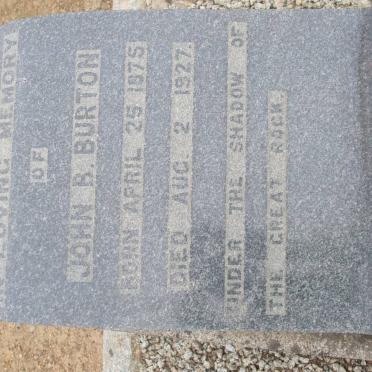 LOVING MEMORY
OF
JOHN B. BURTON
BORN APRIL 25 1875
DIED AUG. 2 1927.
UNDER THE SHADOW OF
THE GREAT ROCK.